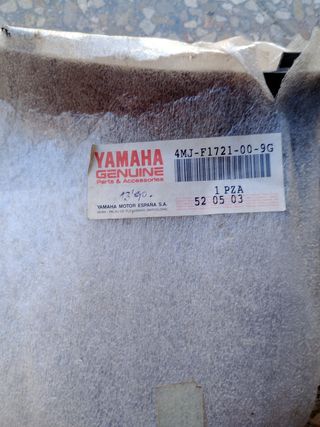 YAMAHA
GENUINE
Parts & Accessories
4MJ-F1721-00-9G
1 PZA
52 05 03
YAMAHA MOTOR ESPAÑA S.A.